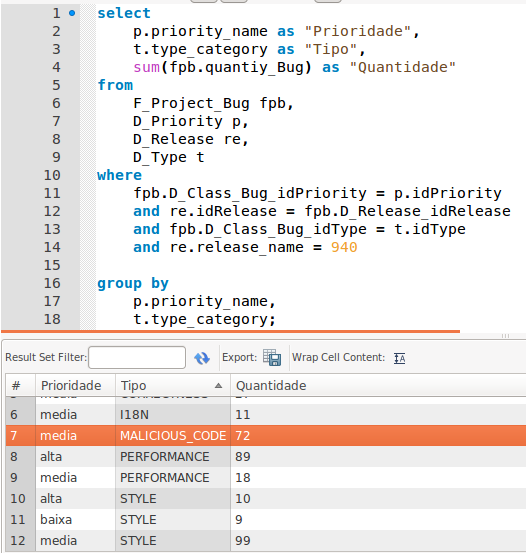 1 select
2 p.priority_name as "Prioridade",
3 t.type_category as "Tipo",
4 sum(fpb.quantiy_Bug) as "Quantidade"
5 from
6 F_Project_Bug fpb,
7 D_Priority p,
8 D_Release re,
9 D_Type t
10 where
11 fpb.D_Class_Bug_idPriority = p.idPriority
12 and re.idRelease = fpb.D_Release_idRelease
13 and fpb.D_Class_Bug_idType = t.idType
14 and re.release_name = 940
15
16 group by
17 p.priority_name,
18 t.type_category;
Result Set Filter: Export: Wrap Cell Content: IA
# Prioridade Tipo Quantidade
6 media I18N 11
7 media MALICIOUS_CODE 72
8 alta PERFORMANCE 89
9 media PERFORMANCE 18
10 alta STYLE 10
11 baixa STYLE 9
12 media STYLE 99